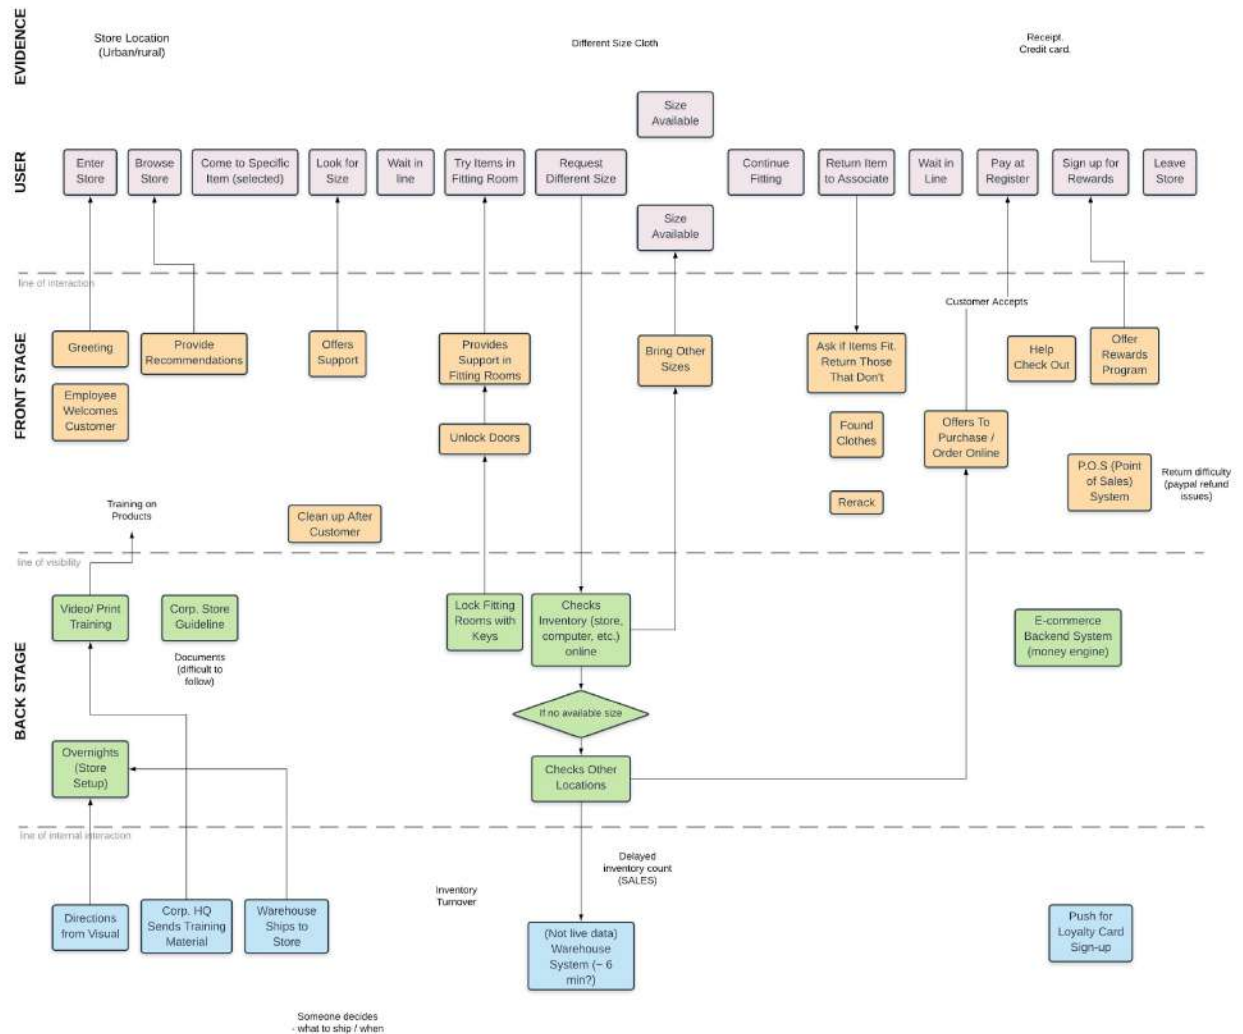 EVIDENCE
Store Location
(Urban/rural)
Different Size Cloth
Receipt.
Credit card.
USER
Size
Available
Enter
Store
Browse
Store
Come to Specific
Item (selected)
Look for
Size
Wait in
line
Try Items in
Fitting Room
Request
Different Size
Continue
Fitting
Return Item
to Associate
Wait in
Line
Pay at
Register
Sign up for
Rewards
Leave
Store
Size
Available
line of interaction
FRONT STAGE
Customer Accepts
Greeting
Provide
Recommendations
Offers
Support
Provides
Support in
Fitting Rooms
Bring Other
Sizes
Ask if Items Fit.
Return Those
That Don't
Help
Check Out
Offer
Rewards
Program
Employee
Welcomes
Customer
Unlock Doors
Found
Clothes
Offers To
Purchase /
Order Online
P.O.S (Point
of Sales)
System
Return difficulty
(paypal refund
issues)
Rerack
Training on
Products
Clean up After
Customer
line of visibility
BACK STAGE
Video/ Print
Training
Corp. Store
Guideline
Documents
(difficult to
follow)
Lock Fitting
Rooms with
Keys
Checks
Inventory (store,
computer, etc.)
online
E-commerce
Backend System
(money engine)
If no available size
Overnights
(Store
Setup)
Checks Other
Locations
line of internal interaction
Delayed
inventory count
(SALES)
Inventory
Turnover
Directions
from Visual
Corp. HQ
Sends Training
Material
Warehouse
Ships to
Store
(Not live data)
Warehouse
System (~ 6
min?)
Push for
Loyalty Card
Sign-up
Someone decides
- what to ship / when